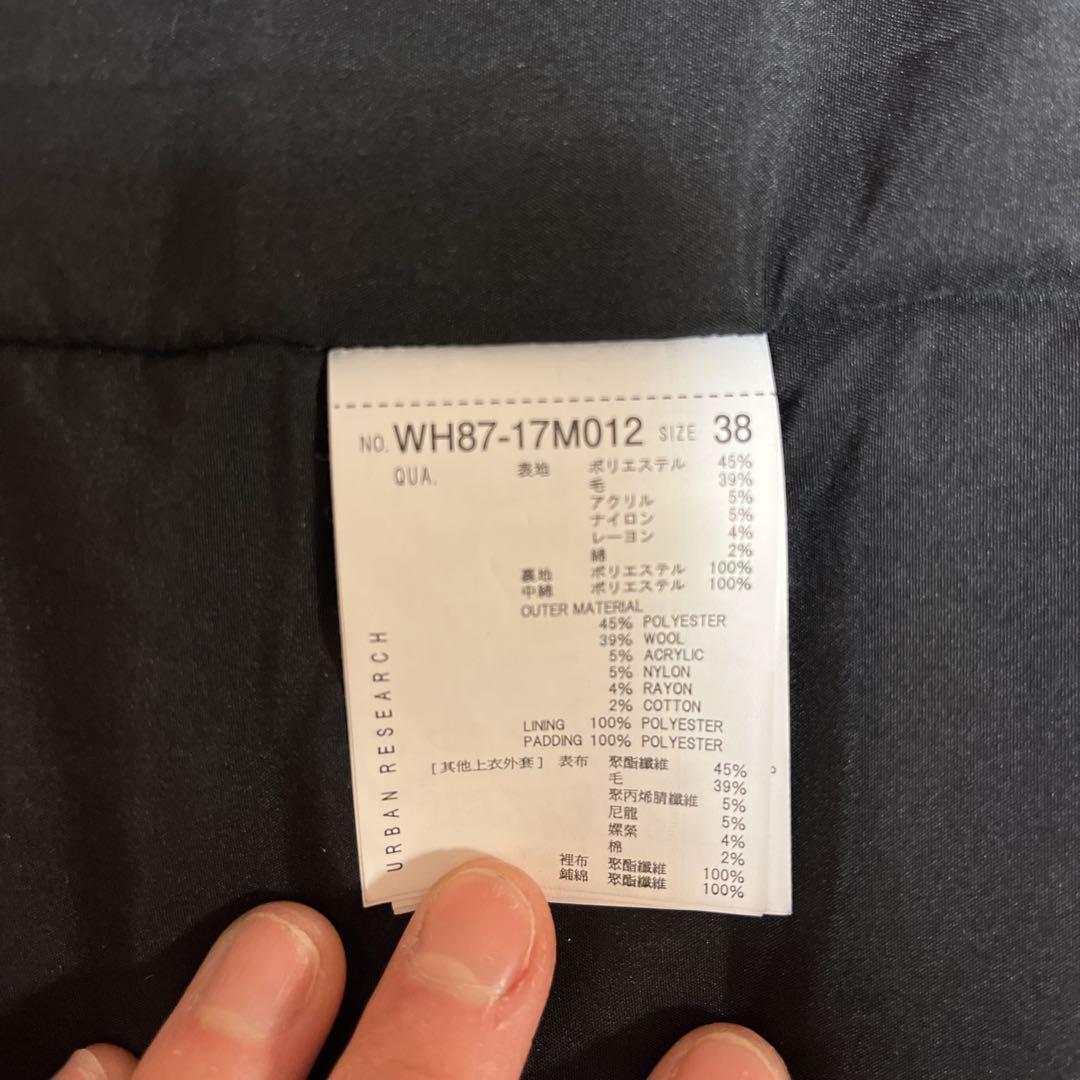 NO. WH87-17M012 SIZE 38
QUA. 表地 ポリエステル 45%
毛 39%
アクリル 5%
ナイロン 5%
レーヨン 4%
綿 2%
裏地 ポリエステル 100%
中綿 ポリエステル 100%
OUTER MATERIAL
45% POLYESTER
39% WOOL
5% ACRYLIC
5% NYLON
4% RAYON
2% COTTON
LINING 100% POLYESTER
PADDING 100% POLYESTER
[其他上衣外套] 表布 聚酯纖維 45%
毛 39%
聚丙烯腈纖維 5%
尼龍 5%
嫘縈 4%
棉 2%
裡布 聚酯纖維 100%
鋪綿 聚酯纖維 100%
URBAN RESEARCH